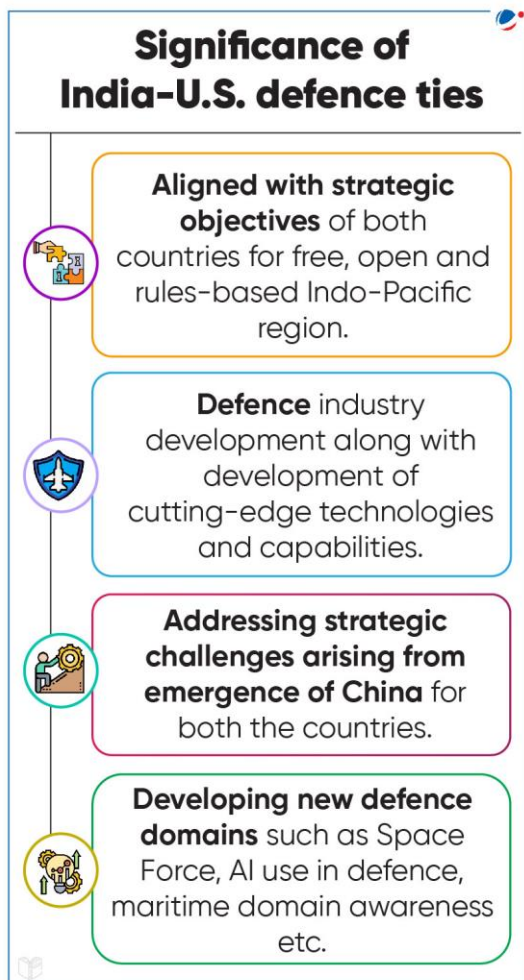 Significance of
India-U.S. defence ties
Aligned with strategic
objectives of both
countries for free, open and
rules-based Indo-Pacific
region.
Defence industry
development along with
development of
cutting-edge technologies
and capabilities.
Addressing strategic
challenges arising from
emergence of China for
both the countries.
Developing new defence
domains such as Space
Force, AI use in defence,
maritime domain awareness
etc.